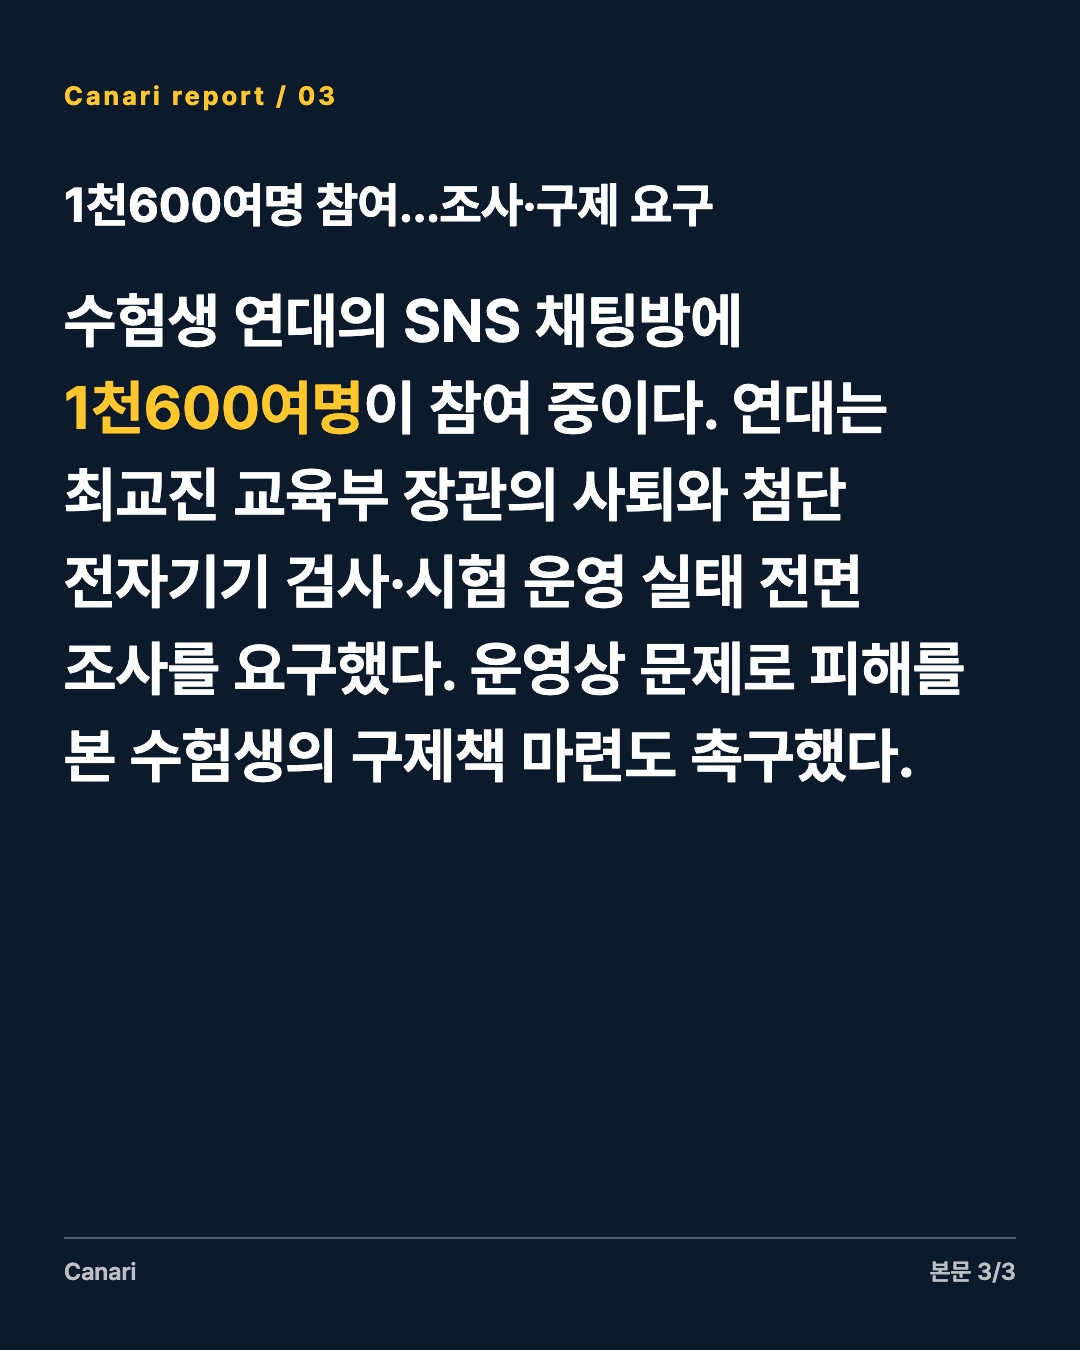 Canari report / 03
1천600여명 참여...조사·구제 요구
수험생 연대의 SNS 채팅방에
1천600여명이 참여 중이다. 연대는
최교진 교육부 장관의 사퇴와 첨단
전자기기 검사·시험 운영 실태 전면
조사를 요구했다. 운영상 문제로 피해를
본 수험생의 구제책 마련도 촉구했다.
Canari
본문 3/3